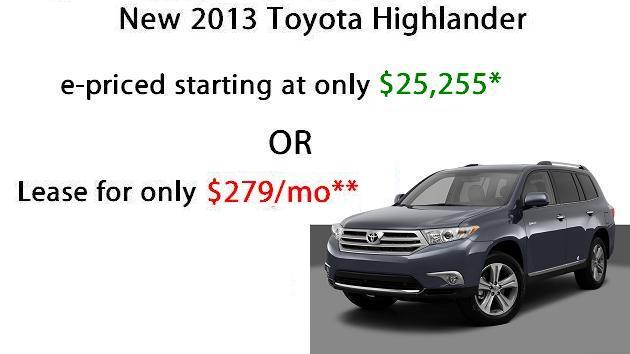 New 2013 Toyota Highlander
e-priced starting at only $25,255*
OR
Lease for only $279/mo**